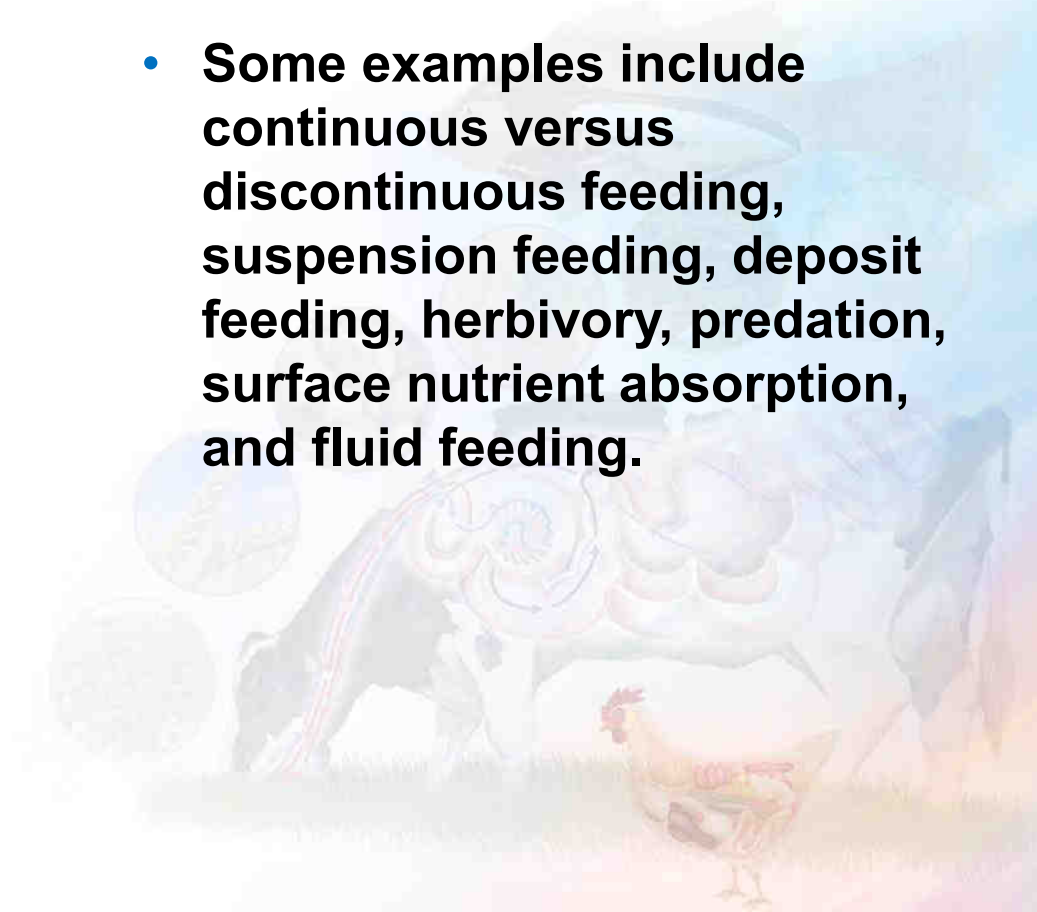 • Some examples include
continuous versus
discontinuous feeding,
suspension feeding, deposit
feeding, herbivory, predation,
surface nutrient absorption,
and fluid feeding.